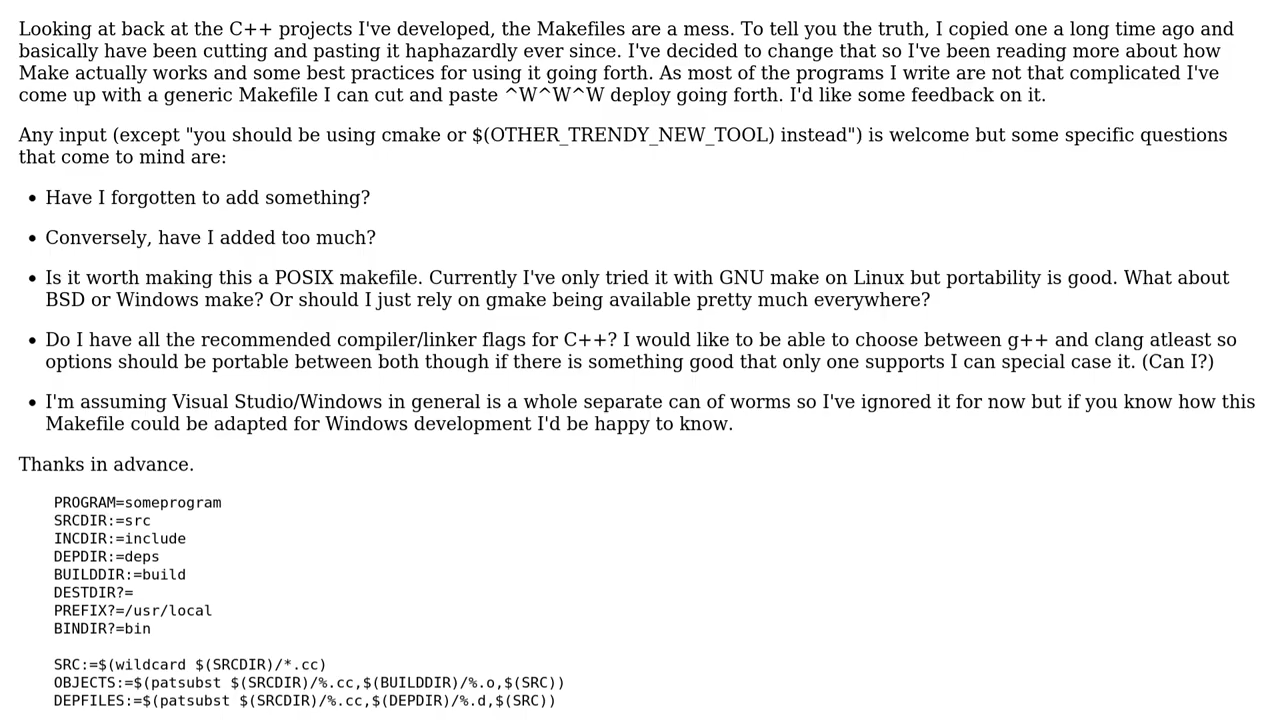 Looking at back at the C++ projects I've developed, the Makefiles are a mess. To tell you the truth, I copied one a long time ago and
basically have been cutting and pasting it haphazardly ever since. I've decided to change that so I've been reading more about how
Make actually works and some best practices for using it going forth. As most of the programs I write are not that complicated I've
come up with a generic Makefile I can cut and paste ^W^W^W deploy going forth. I'd like some feedback on it.
Any input (except "you should be using cmake or $(OTHER_TRENDY_NEW_TOOL) instead") is welcome but some specific questions
that come to mind are:
• Have I forgotten to add something?
• Conversely, have I added too much?
• Is it worth making this a POSIX makefile. Currently I've only tried it with GNU make on Linux but portability is good. What about
BSD or Windows make? Or should I just rely on gmake being available pretty much everywhere?
• Do I have all the recommended compiler/linker flags for C++? I would like to be able to choose between g++ and clang atleast so
options should be portable between both though if there is something good that only one supports I can special case it. (Can I?)
• I'm assuming Visual Studio/Windows in general is a whole separate can of worms so I've ignored it for now but if you know how this
Makefile could be adapted for Windows development I'd be happy to know.
Thanks in advance.
PROGRAM=someprogram
SRCDIR:=src
INCDIR:=include
DEPDIR:=deps
BUILDDIR:=build
DESTDIR?=
PREFIX?=/usr/local
BINDIR?=bin
SRC:=$(wildcard $(SRCDIR)/*.cc)
OBJECTS:=$(patsubst $(SRCDIR)/%.cc,$(BUILDDIR)/%.o,$(SRC))
DEPFILES:=$(patsubst $(SRCDIR)/%.cc,$(DEPDIR)/%.d,$(SRC))